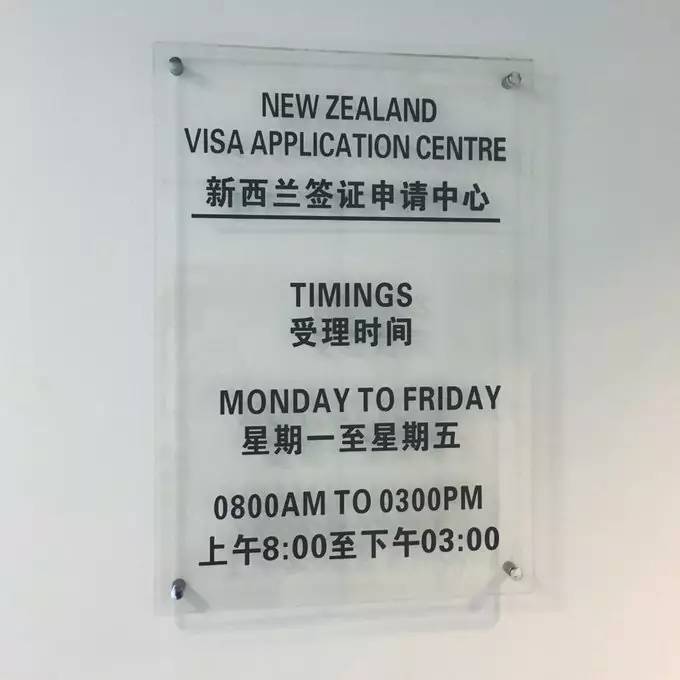 NEW ZEALAND
VISA APPLICATION CENTRE
新西兰签证申请中心
TIMINGS
受理时间
MONDAY TO FRIDAY
星期一至星期五
0800AM TO 0300PM
上午8:00至下午03:00